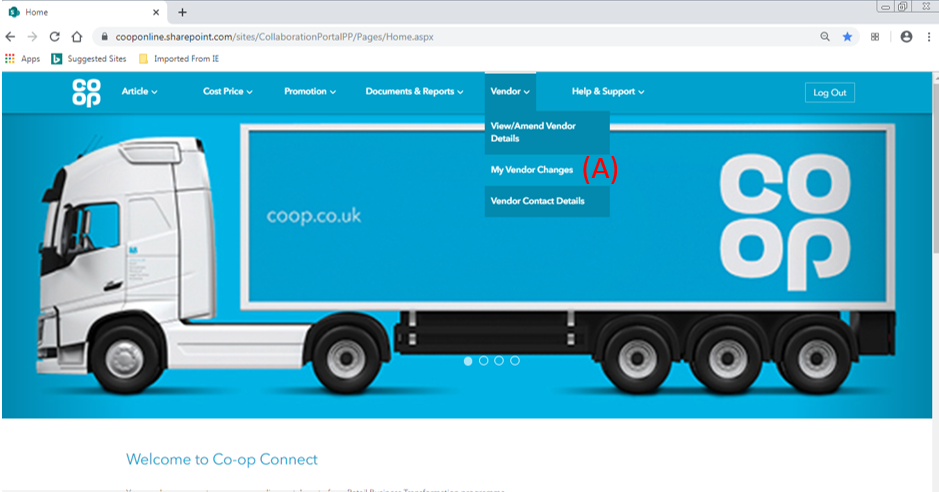 Home
cooponline.sharepoint.com/sites/CollaborationPortalPP/Pages/Home.aspx
Apps Suggested Sites Imported From IE
CO
OP
Article Cost Price Promotion Documents & Reports Vendor Help & Support Log Out
View/Amend Vendor
Details
My Vendor Changes (A)
Vendor Contact Details
coop.co.uk
CO
OP
Welcome to Co-op Connect